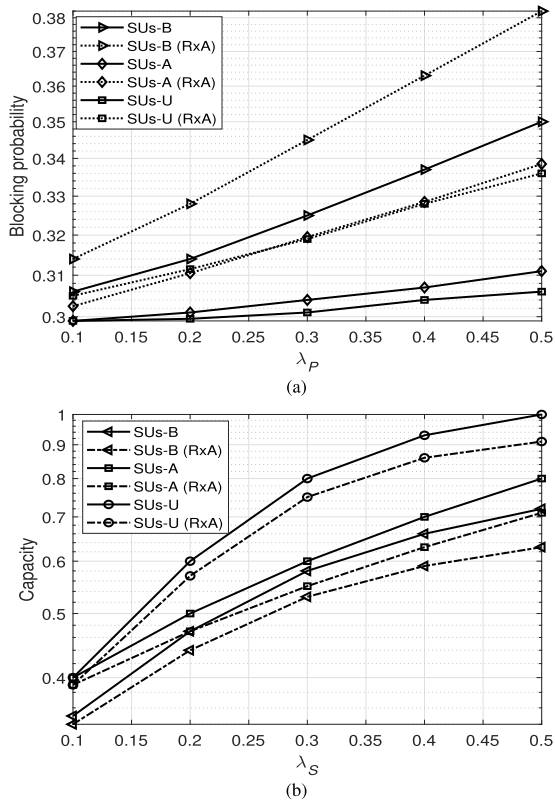 0.38
0.37
0.36
0.35
0.34
0.33
0.32
0.31
0.3
Blocking probability
SUs-B
SUs-B (RxA)
SUs-A
SUs-A (RxA)
SUs-U
SUs-U (RxA)
0.1 0.15 0.2 0.25 0.3 0.35 0.4 0.45 0.5
λP
(a)
1
0.9
0.8
0.7
0.6
0.5
0.4
Capacity
SUs-B
SUs-B (RxA)
SUs-A
SUs-A (RxA)
SUs-U
SUs-U (RxA)
0.1 0.15 0.2 0.25 0.3 0.35 0.4 0.45 0.5
λS
(b)